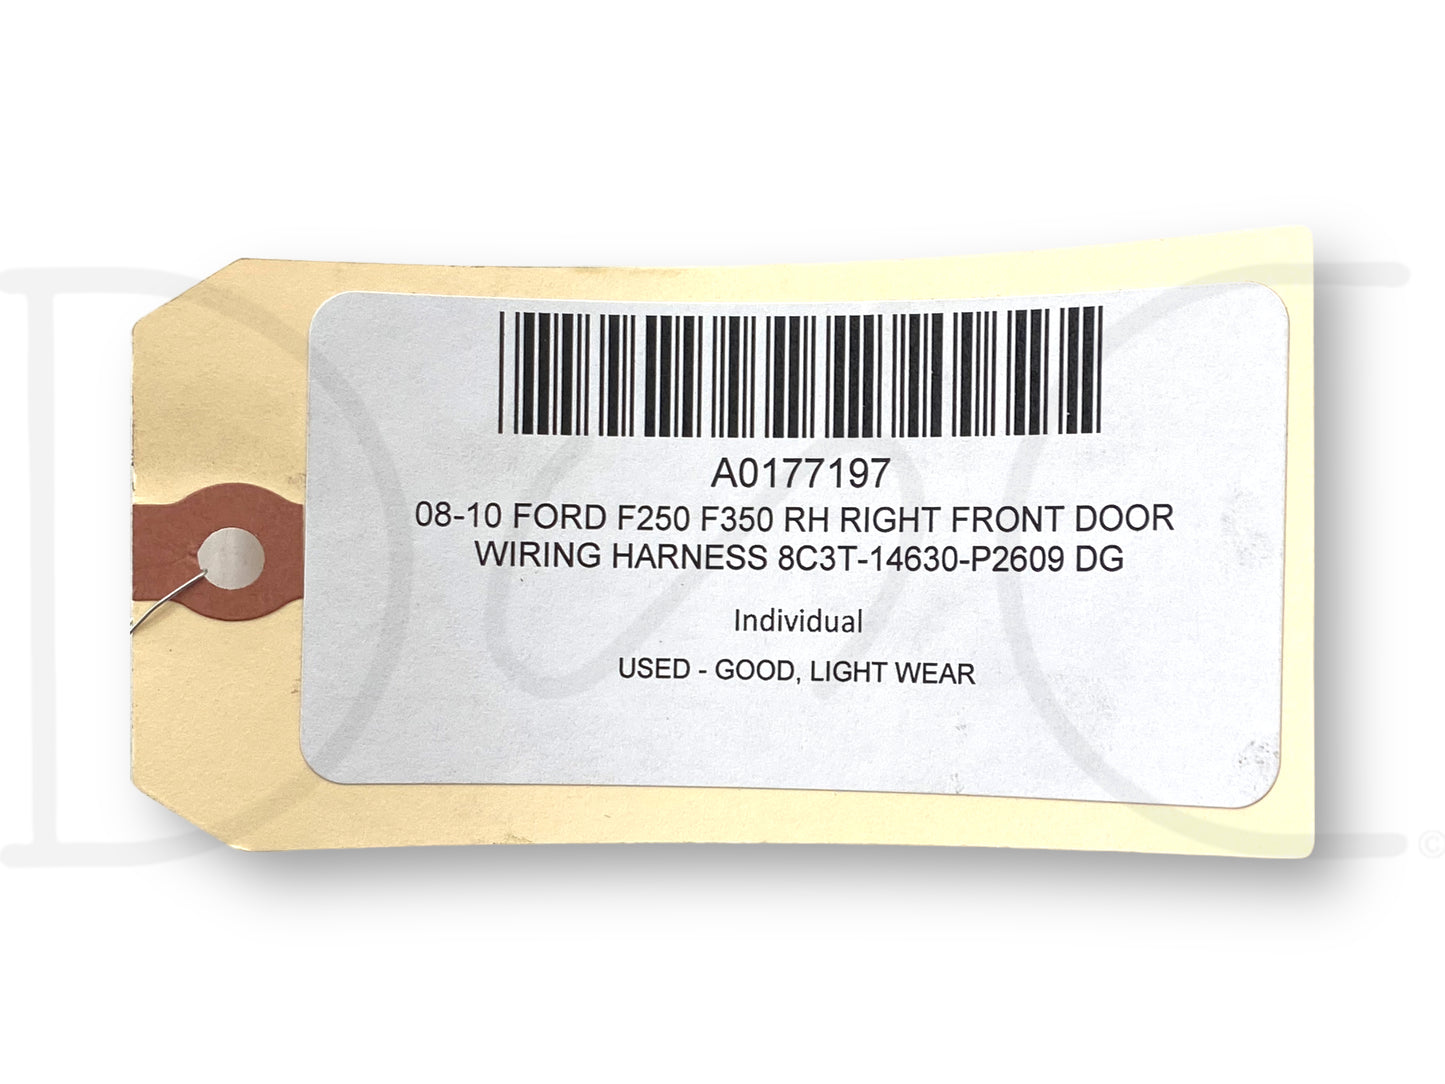 A0177197
08-10 FORD F250 F350 RH RIGHT FRONT DOOR
WIRING HARNESS 8C3T-14630-P2609 DG
Individual
USED - GOOD, LIGHT WEAR
©